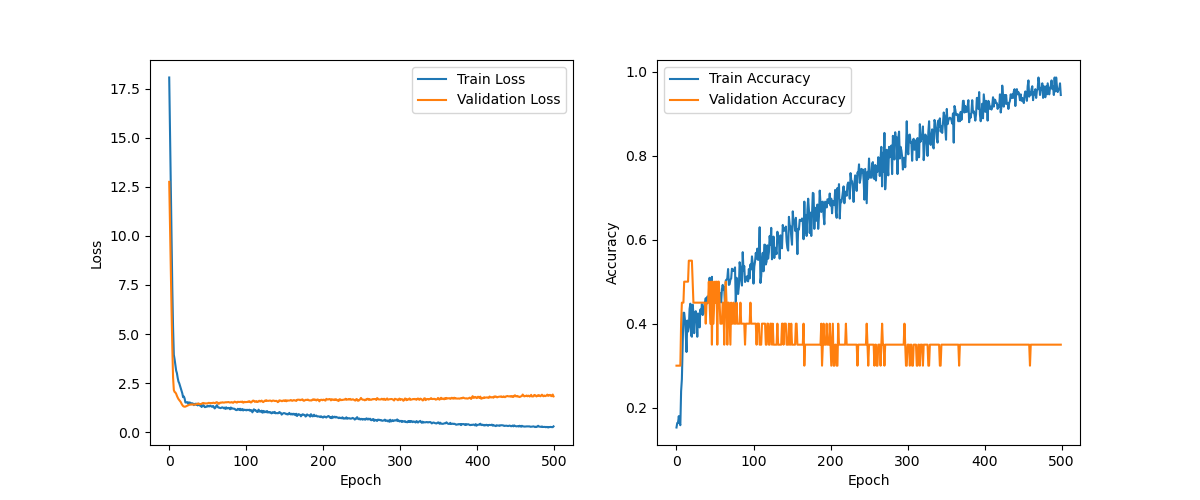 Train Loss
Validation Loss
17.5
15.0
12.5
10.0
7.5
5.0
2.5
0.0
Loss
0 100 200 300 400 500
Epoch
Train Accuracy
Validation Accuracy
1.0
0.8
0.6
0.4
0.2
Accuracy
0 100 200 300 400 500
Epoch